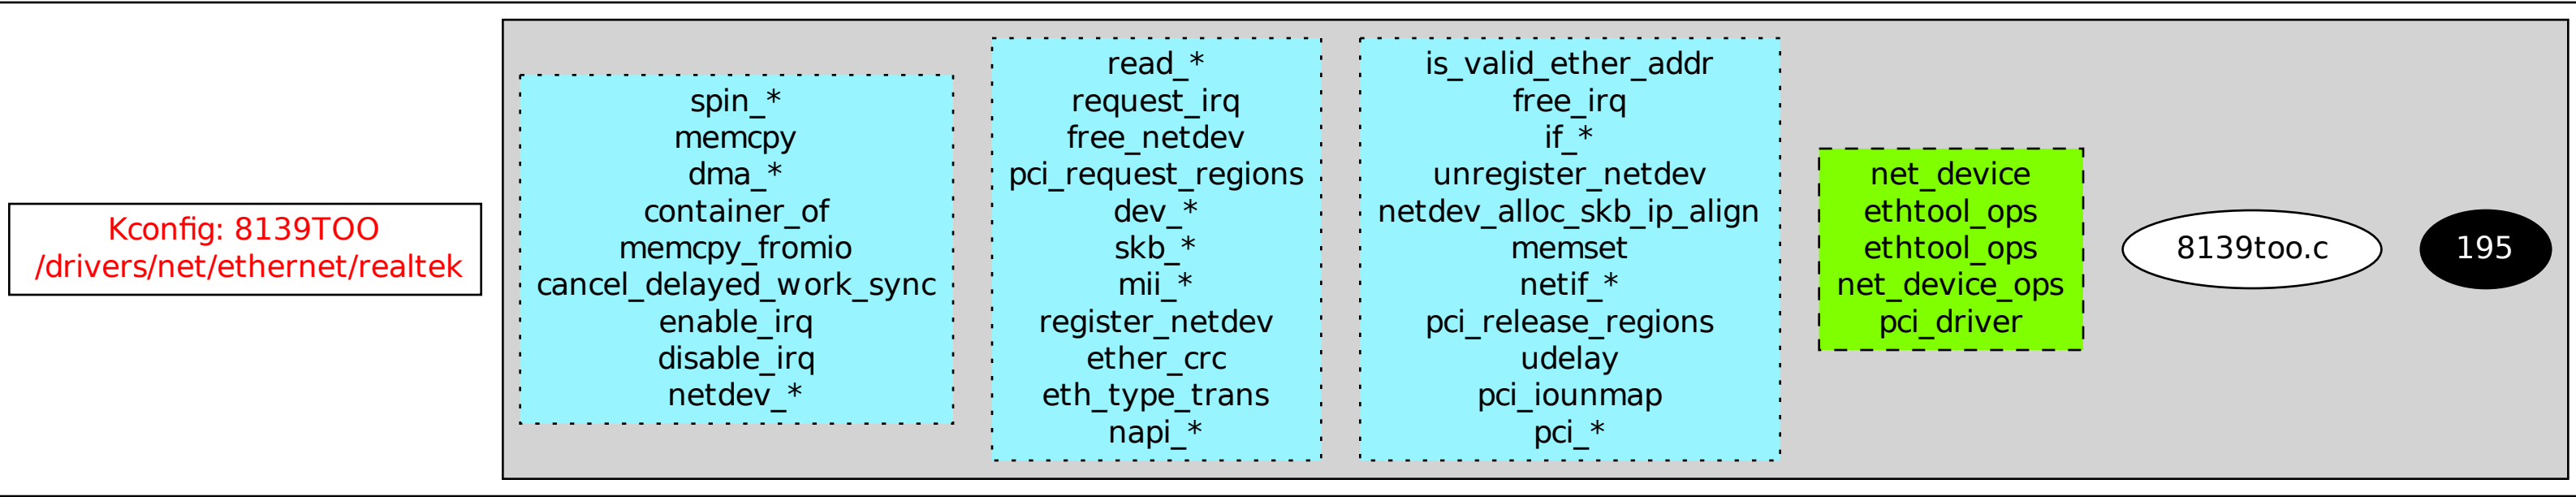 Kconfig: 8139TOO
/drivers/net/ethernet/realtek
spin_*
memcpy
dma_*
container_of
memcpy_fromio
cancel_delayed_work_sync
enable_irq
disable_irq
netdev_*
read_*
request_irq
free_netdev
pci_request_regions
dev_*
skb_*
mii_*
register_netdev
ether_crc
eth_type_trans
napi_*
is_valid_ether_addr
free_irq
if_*
unregister_netdev
netdev_alloc_skb_ip_align
memset
netif_*
pci_release_regions
udelay
pci_iounmap
pci_*
net_device
ethtool_ops
ethtool_ops
net_device_ops
pci_driver
8139too.c
195